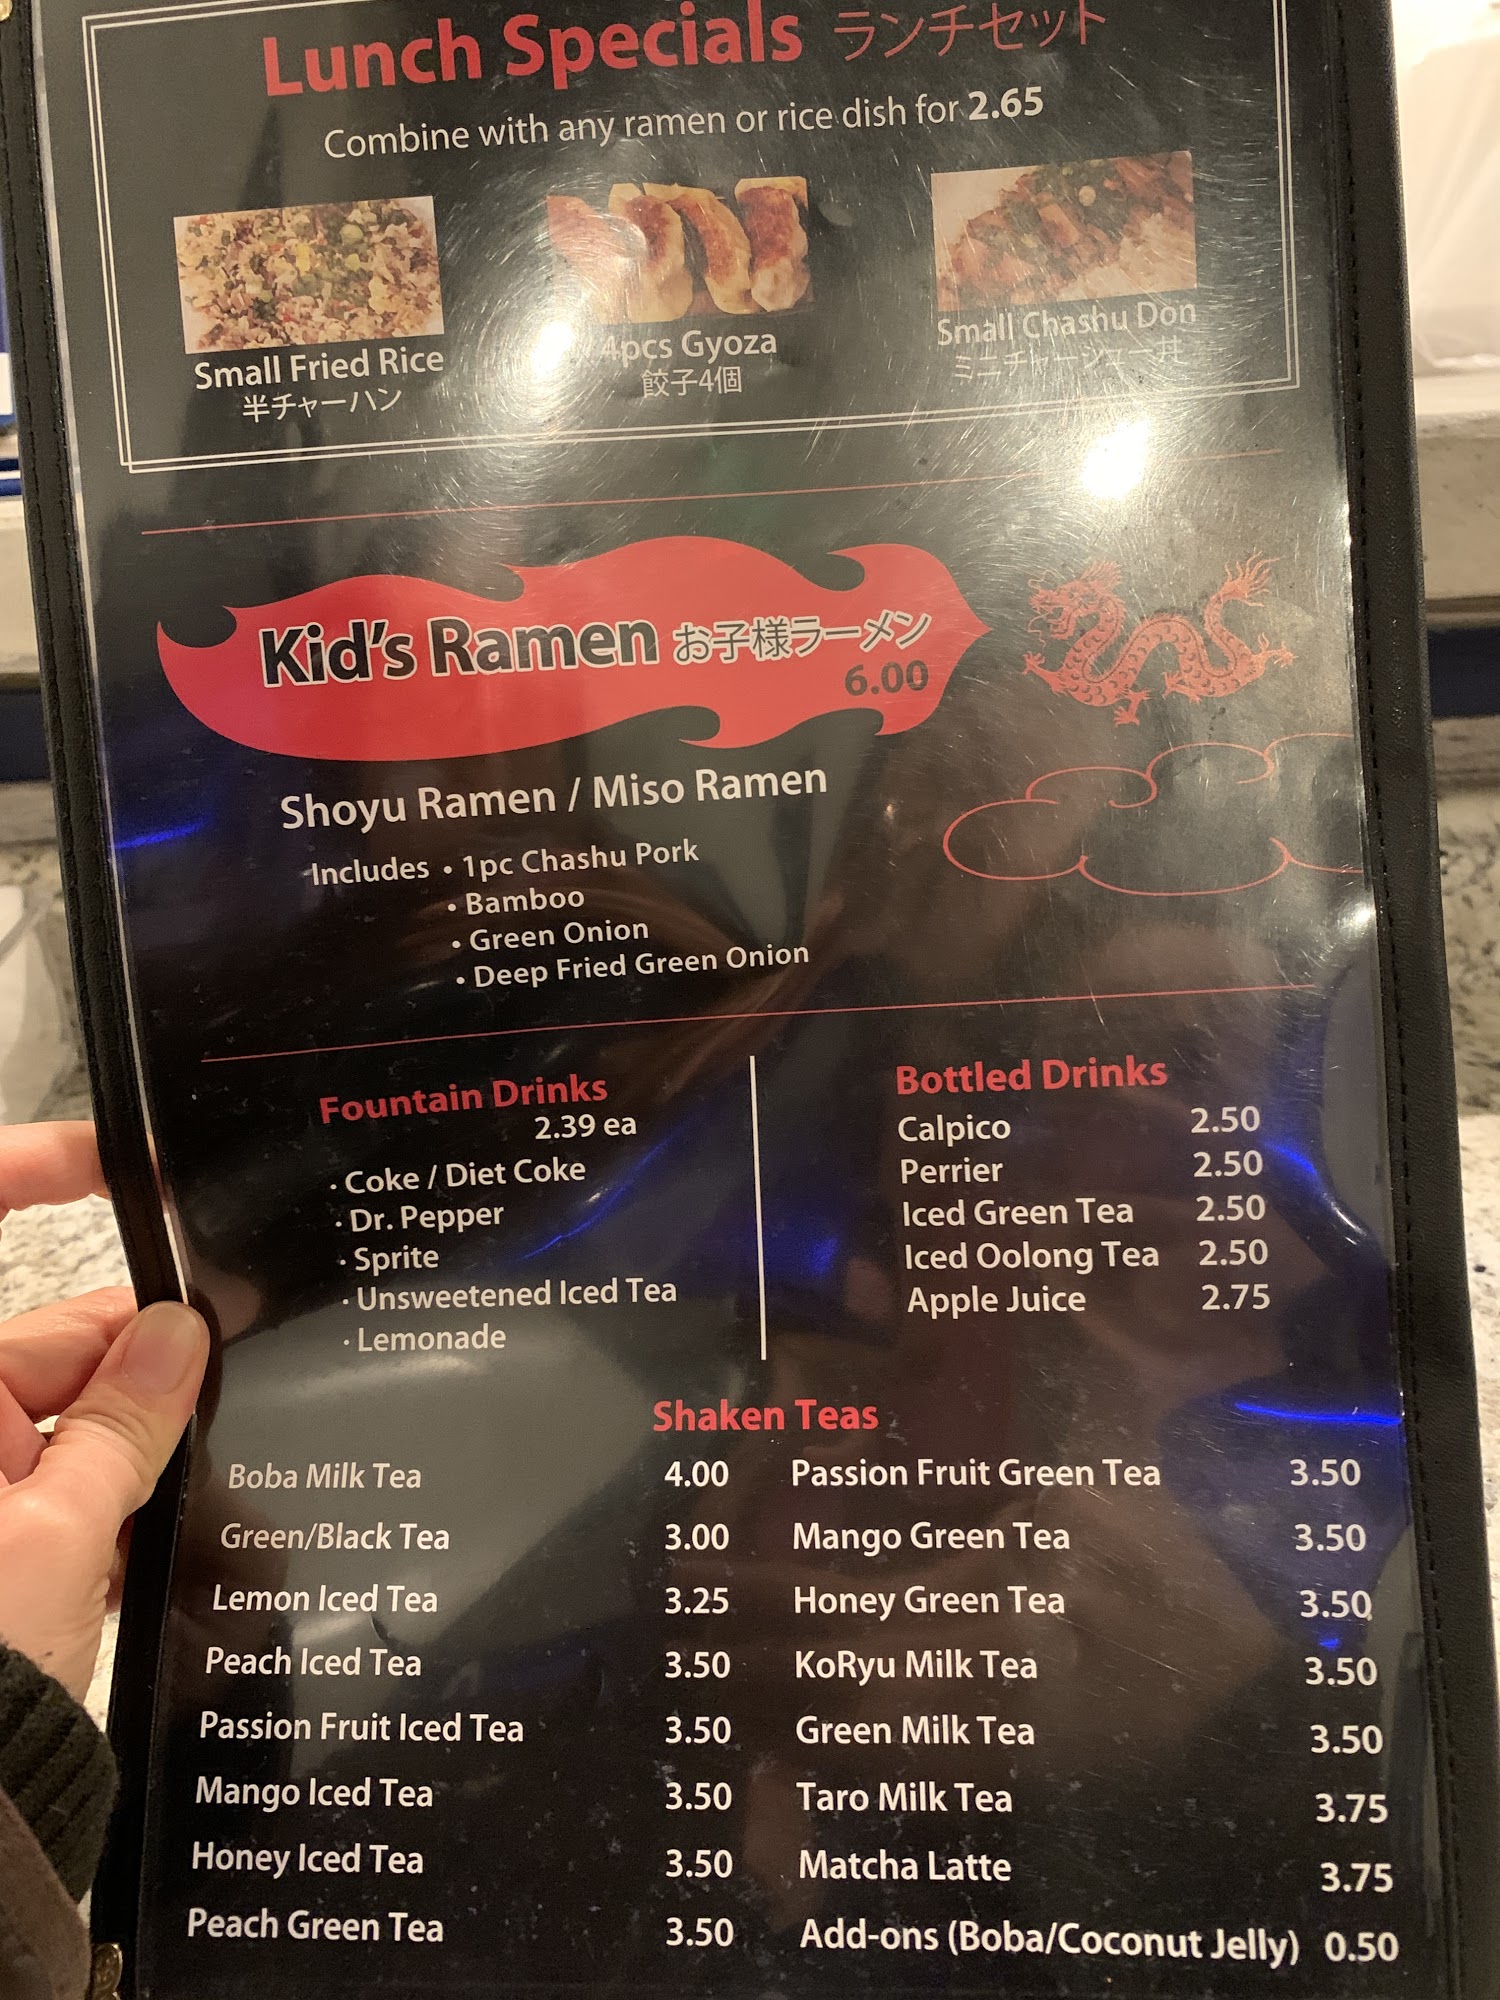 Lunch Specials ランチセット
Combine with any ramen or rice dish for 2.65
Small Fried Rice
半チャーハン
4pcs Gyoza
餃子4個
Small Chashu Don
ミニチャーシュー丼
Kid's Ramen お子様ラーメン
6.00
Shoyu Ramen / Miso Ramen
Includes • 1pc Chashu Pork
• Bamboo
• Green Onion
• Deep Fried Green Onion
Fountain Drinks
2.39 ea
• Coke / Diet Coke
• Dr. Pepper
• Sprite
• Unsweetened Iced Tea
• Lemonade
Bottled Drinks
Calpico 2.50
Perrier 2.50
Iced Green Tea 2.50
Iced Oolong Tea 2.50
Apple Juice 2.75
Shaken Teas
Boba Milk Tea 4.00
Green/Black Tea 3.00
Lemon Iced Tea 3.25
Peach Iced Tea 3.50
Passion Fruit Iced Tea 3.50
Mango Iced Tea 3.50
Honey Iced Tea 3.50
Peach Green Tea 3.50
Passion Fruit Green Tea 3.50
Mango Green Tea 3.50
Honey Green Tea 3.50
KoRyu Milk Tea 3.50
Green Milk Tea 3.50
Taro Milk Tea 3.75
Matcha Latte 3.75
Add-ons (Boba/Coconut Jelly) 0.50